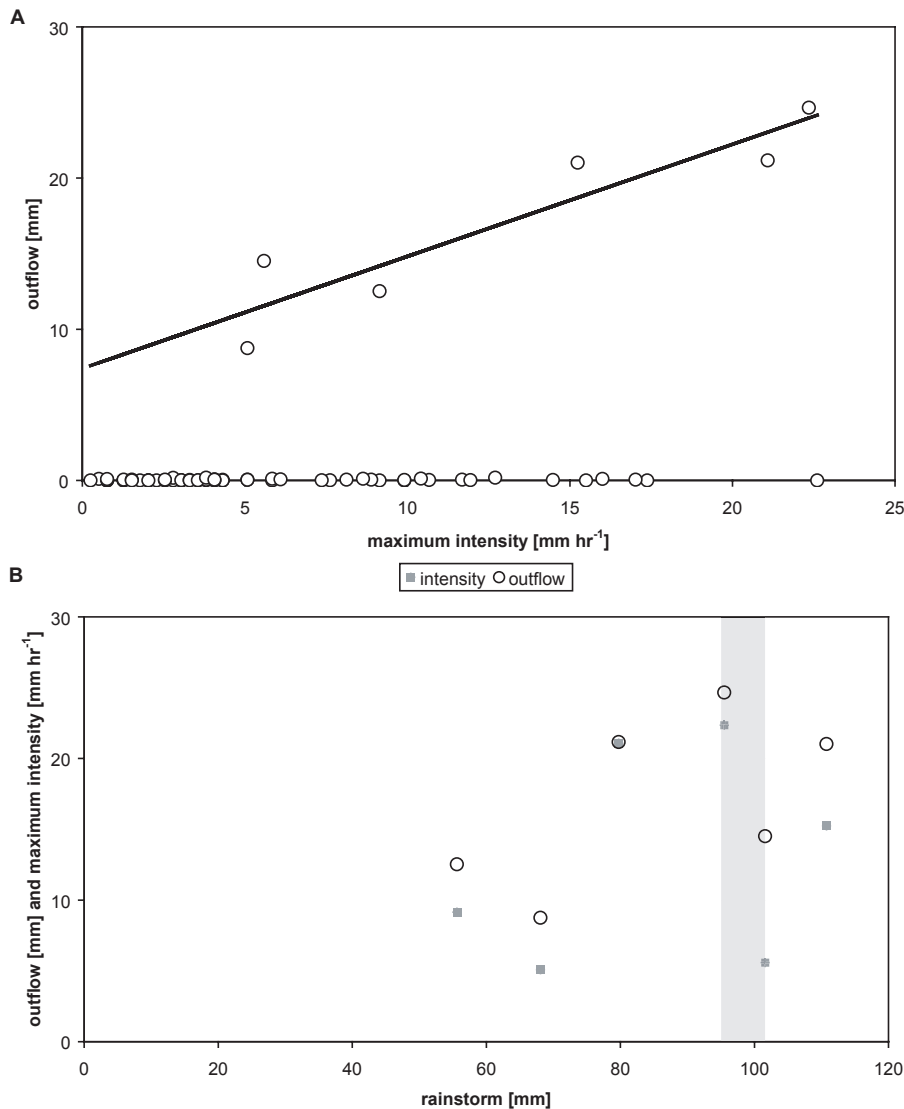 A
30
20
10
0
outflow [mm]
0 5 10 15 20 25
maximum intensity [mm hr-1]
intensity outflow
B
30
20
10
0
outflow [mm] and maximum intensity [mm hr-1]
0 20 40 60 80 100 120
rainstorm [mm]